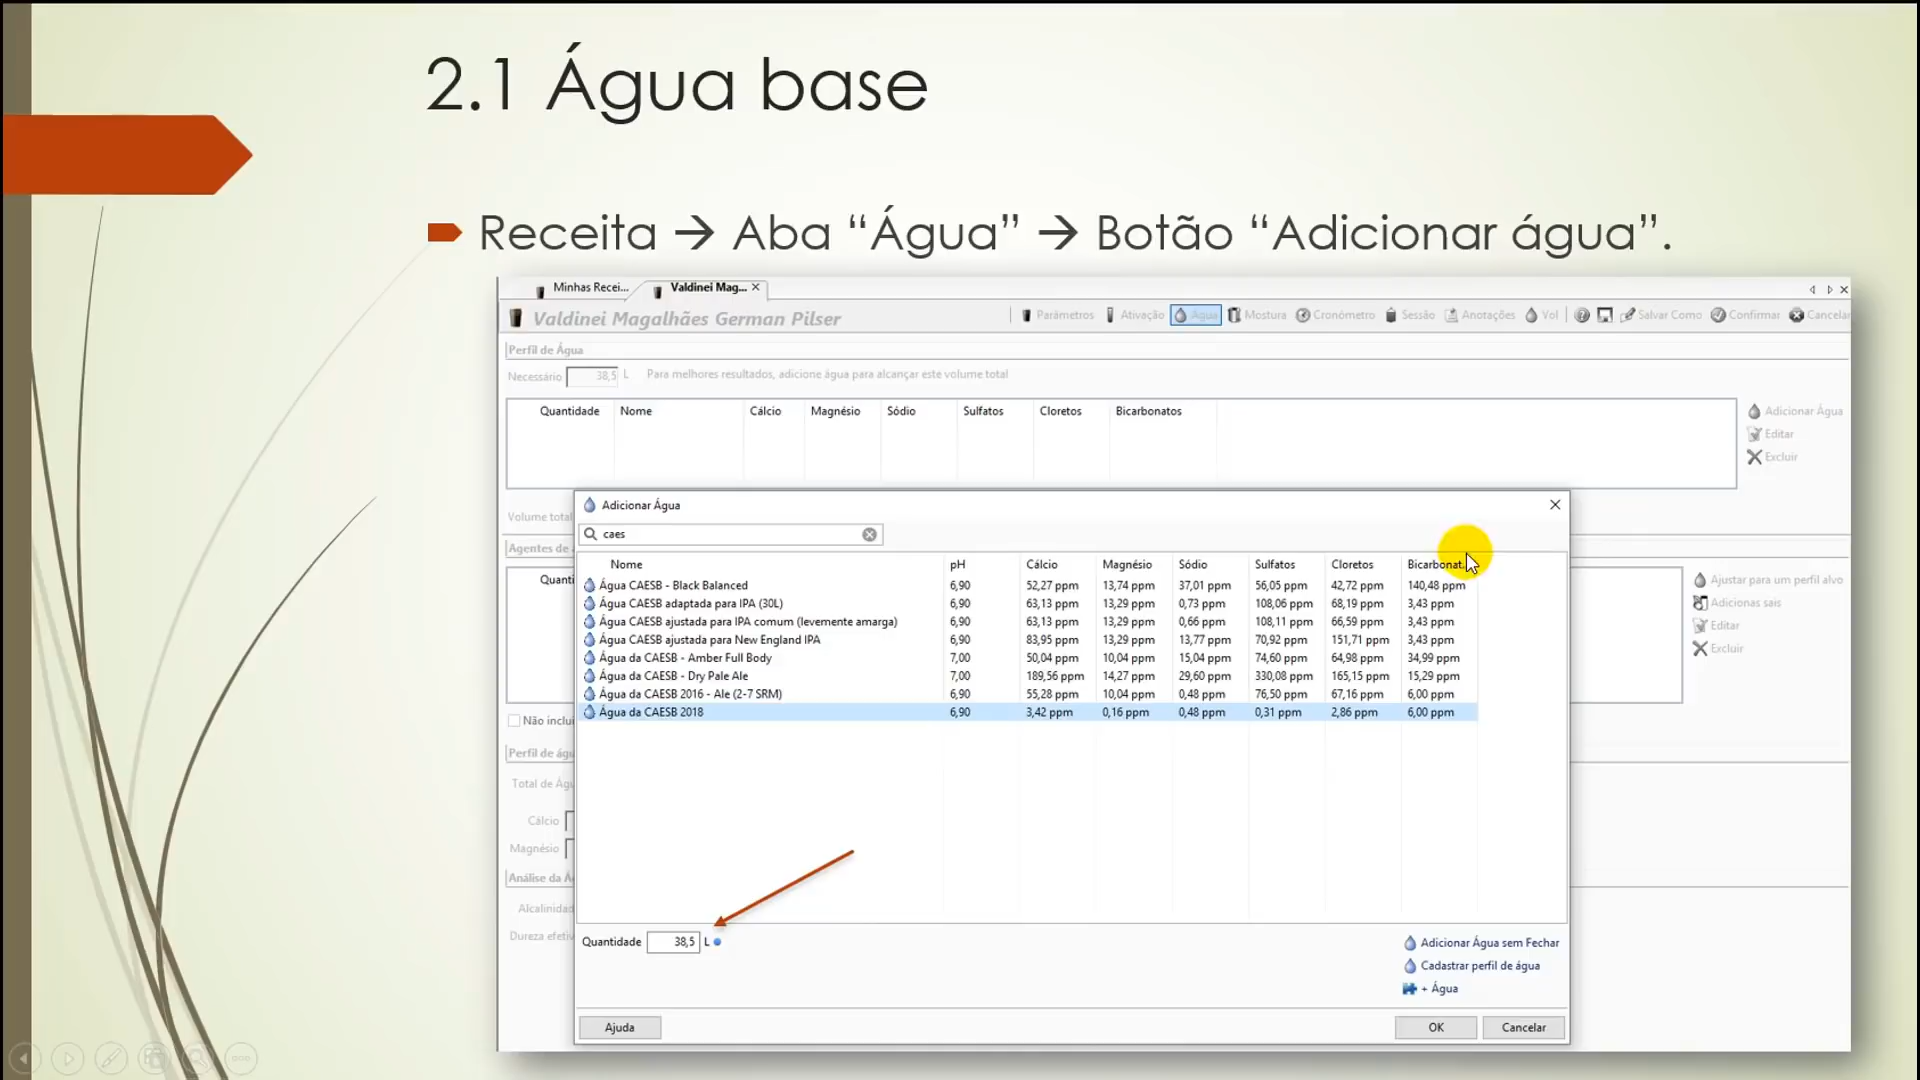 2.1 Água base
Receita → Aba “Água” → Botão “Adicionar água”.
Minhas Recei...
Valdinei Mag...
Valdinei Magalhães German Pilser
Parâmetros
Ativação
Água
Mostura
Cronómetro
Sessão
Anotações
Vol
Salvar Como
Confirmar
Cancelar
Perfil de Água
Necessário 38,5 L Para melhores resultados, adicione água para alcançar este volume total
Quantidade Nome Cálcio Magnésio Sódio Sulfatos Cloretos Bicarbonatos
Adicionar Água
Editar
Excluir
Volume total
Agentes de
Ajustar para um perfil alvo
Adicionas sais
Editar
Excluir
Não inclui
Perfil de águ
Total de Águ
Cálcio
Magnésio
Análise da Á
Alcalinidad
Dureza efetiv
Adicionar Água
caes
Nome pH Cálcio Magnésio Sódio Sulfatos Cloretos Bicarbonat...
Água CAESB - Black Balanced 6,90 52,27 ppm 13,74 ppm 37,01 ppm 56,05 ppm 42,72 ppm 140,48 ppm
Água CAESB adaptada para IPA (30L) 6,90 63,13 ppm 13,29 ppm 0,73 ppm 108,06 ppm 68,19 ppm 3,43 ppm
Água CAESB ajustada para IPA comum (levemente amarga) 6,90 63,13 ppm 13,29 ppm 0,66 ppm 108,11 ppm 66,59 ppm 3,43 ppm
Água CAESB ajustada para New England IPA 6,90 83,95 ppm 13,29 ppm 13,77 ppm 70,92 ppm 151,71 ppm 3,43 ppm
Água da CAESB - Amber Full Body 7,00 50,04 ppm 10,04 ppm 15,04 ppm 74,60 ppm 64,98 ppm 34,99 ppm
Água da CAESB - Dry Pale Ale 7,00 189,56 ppm 14,27 ppm 29,60 ppm 330,08 ppm 165,15 ppm 15,29 ppm
Água da CAESB 2016 - Ale (2-7 SRM) 6,90 55,28 ppm 10,04 ppm 0,48 ppm 76,50 ppm 67,16 ppm 6,00 ppm
Água da CAESB 2018 6,90 3,42 ppm 0,16 ppm 0,48 ppm 0,31 ppm 2,86 ppm 6,00 ppm
Quantidade 38,5 L
Adicionar Água sem Fechar
Cadastrar perfil de água
+ Água
Ajuda
OK
Cancelar